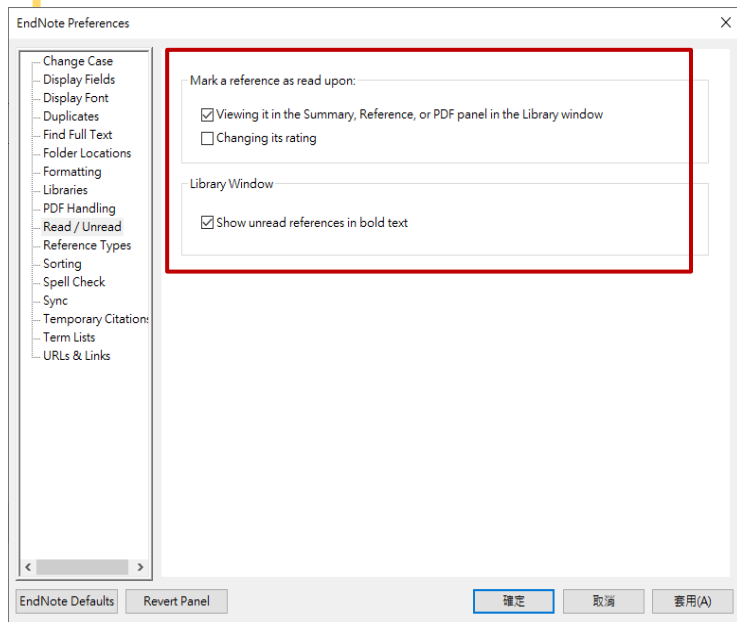 EndNote Preferences
Change Case
Display Fields
Display Font
Duplicates
Find Full Text
Folder Locations
Formatting
Libraries
PDF Handling
Read / Unread
Reference Types
Sorting
Spell Check
Sync
Temporary Citation
Term Lists
URLs & Links
Mark a reference as read upon:
Viewing it in the Summary, Reference, or PDF panel in the Library window
Changing its rating
Library Window
Show unread references in bold text
EndNote Defaults
Revert Panel
確定
取消
套用(A)